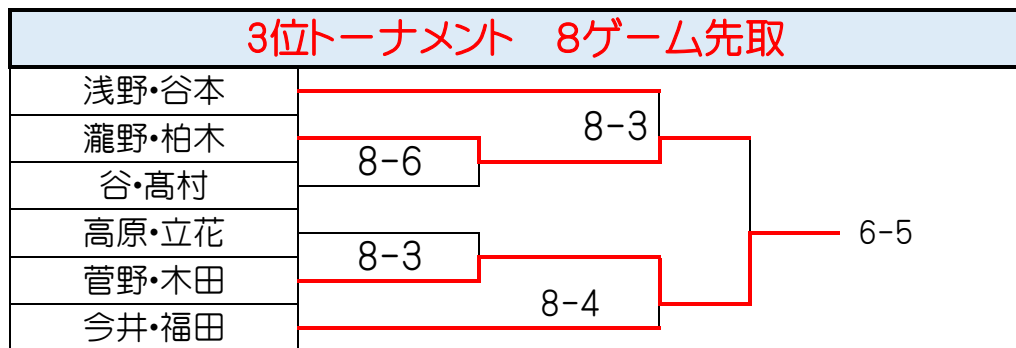 3位トーナメント　8ゲーム先取
浅野・谷本
8-3
瀧野・柏木
8-6
谷・髙村
高原・立花
6-5
8-3
菅野・木田
8-4
今井・福田